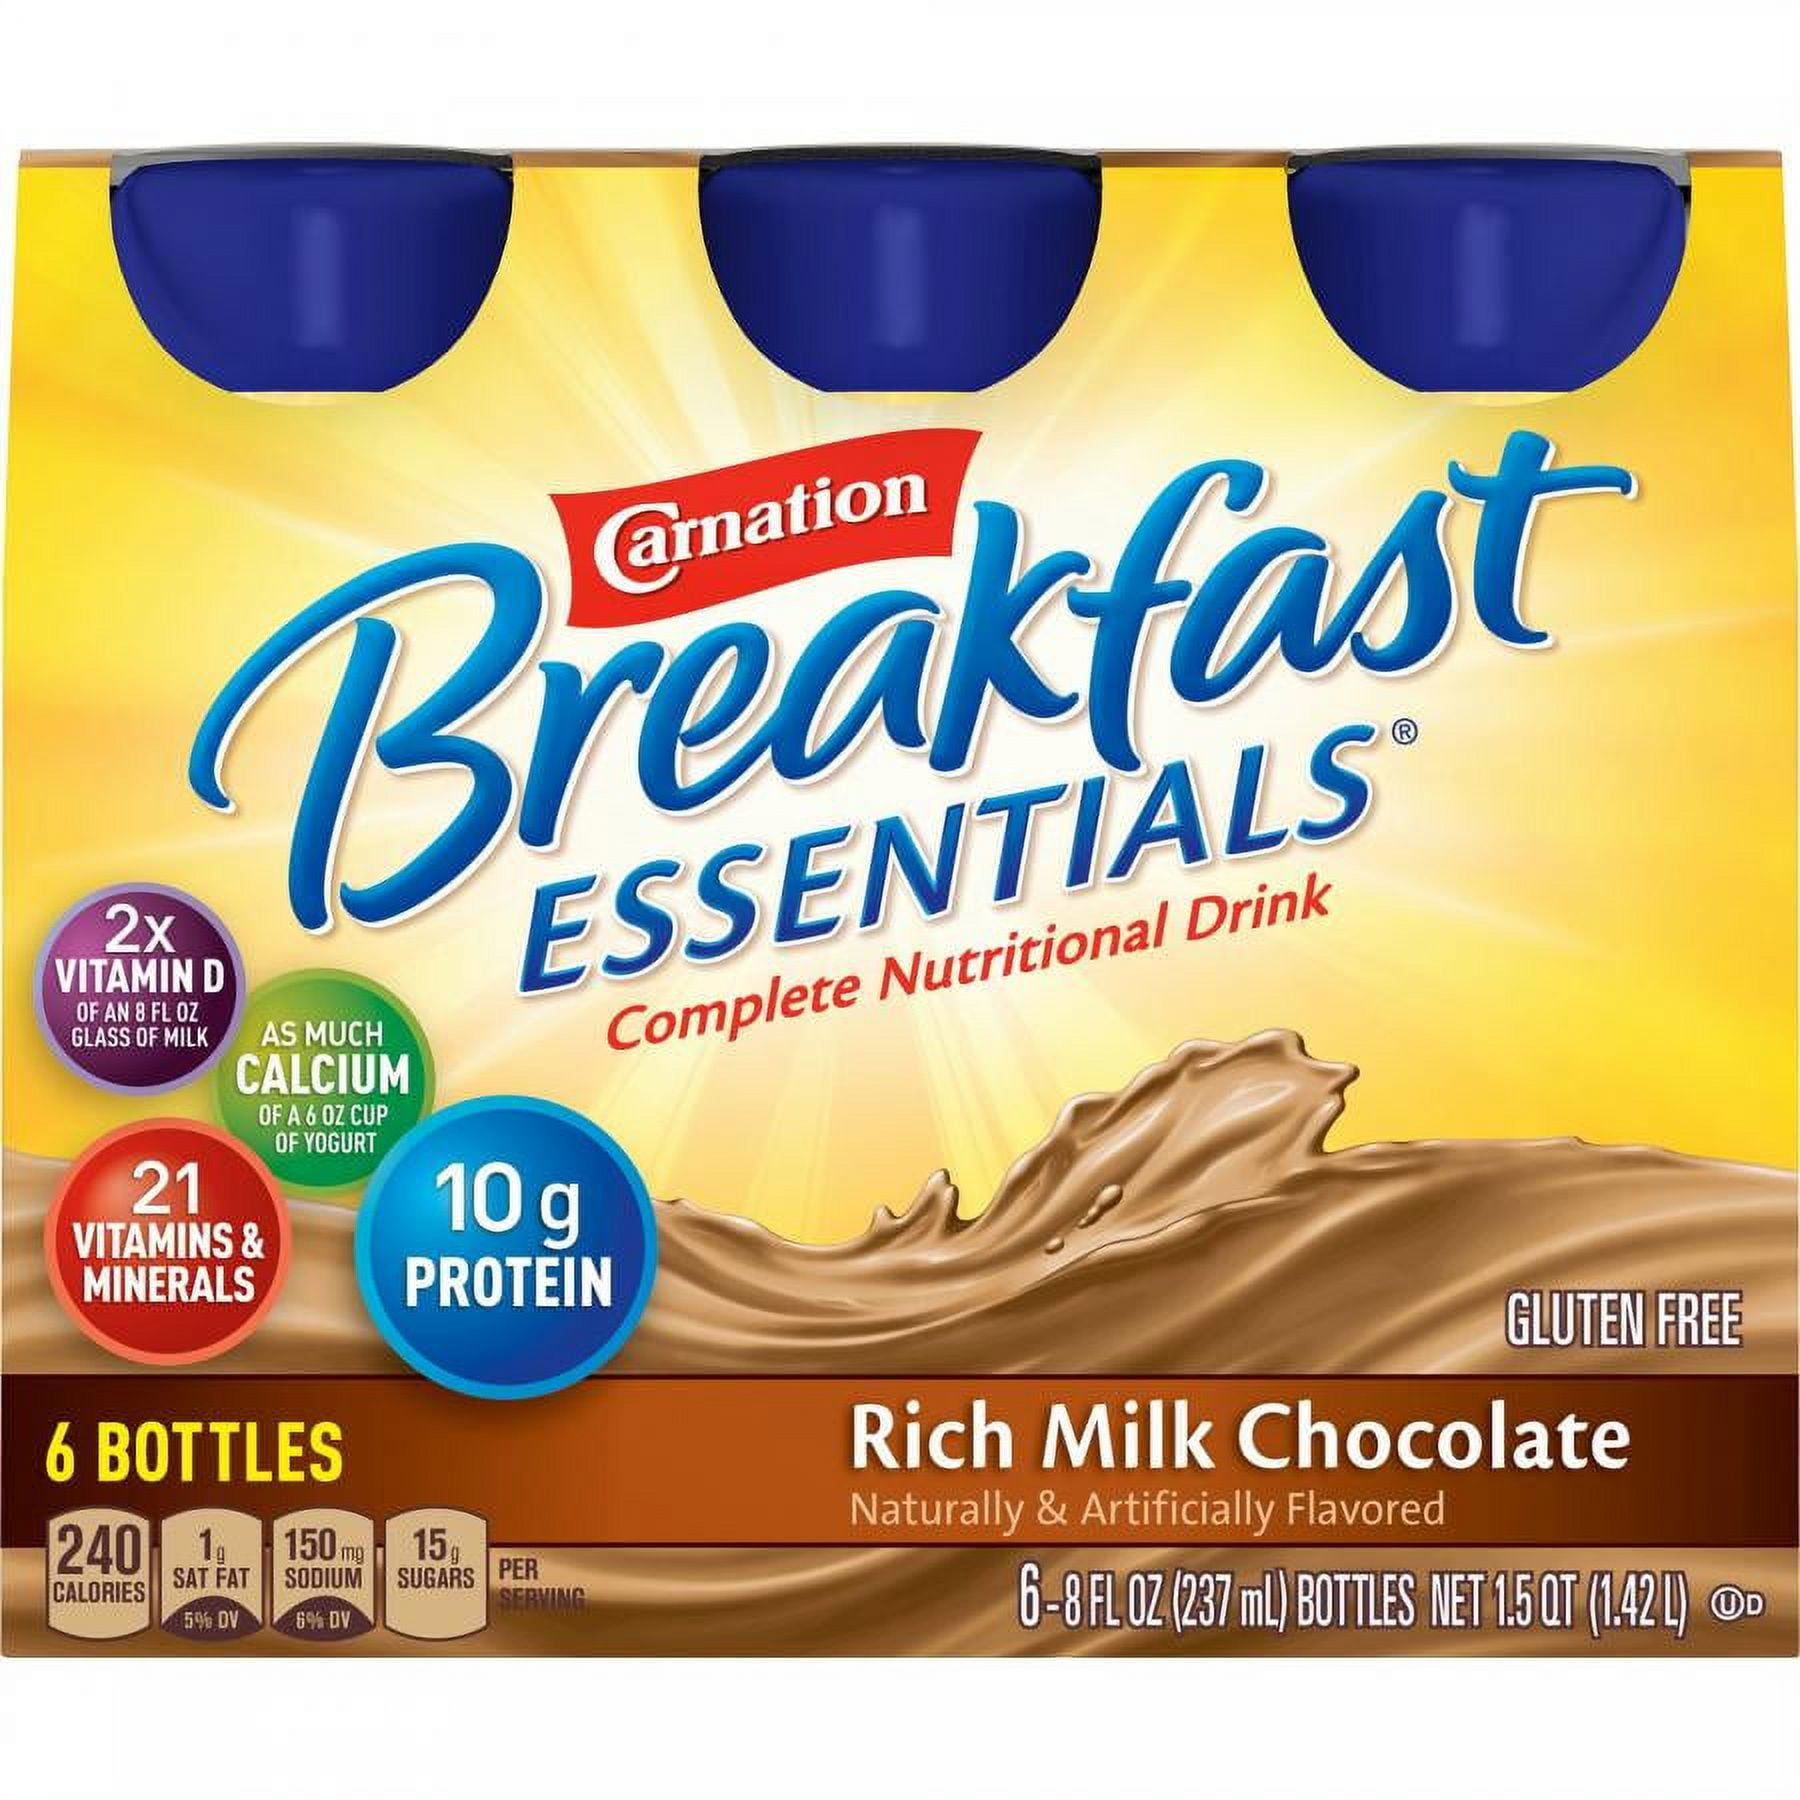 Carnation
Breakfast
ESSENTIALS®
Complete Nutritional Drink
2x
VITAMIN D
OF AN 8 FL OZ
GLASS OF MILK
AS MUCH
CALCIUM
OF A 6 OZ CUP
OF YOGURT
21
VITAMINS &
MINERALS
10 g
PROTEIN
GLUTEN FREE
6 BOTTLES
Rich Milk Chocolate
Naturally & Artificially Flavored
240
CALORIES
1g
SAT FAT
5% DV
150mg
SODIUM
6% DV
15g
SUGARS
PER
SERVING
6-8 FL OZ (237 mL) BOTTLES NET 1.5 QT (1.42 L) ⓊD